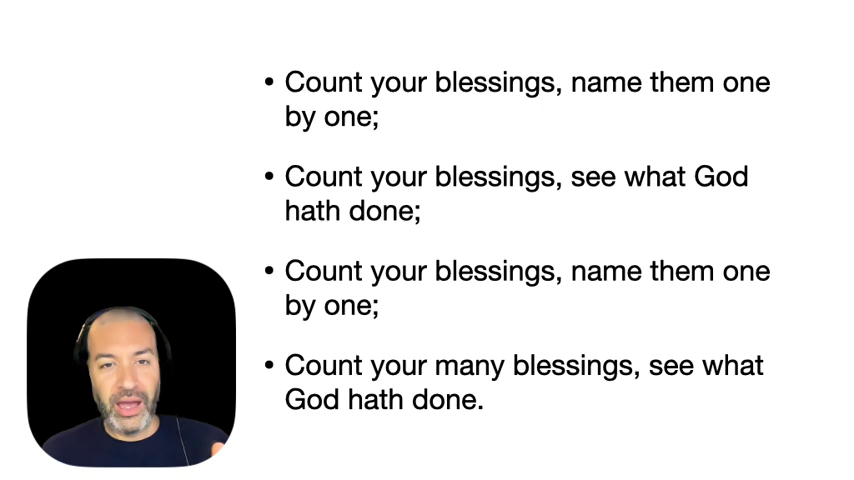 • Count your blessings, name them one
by one;
• Count your blessings, see what God
hath done;
• Count your blessings, name them one
by one;
• Count your many blessings, see what
God hath done.